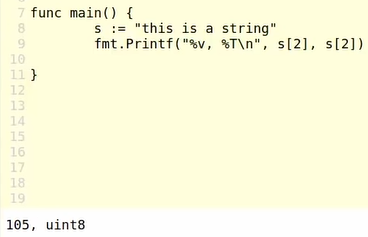 7 func main() {
8 s := "this is a string"
9 fmt.Printf("%v, %T\n", s[2], s[2])
10
11 }
12
13
14
15
16
17
18
19
105, uint8